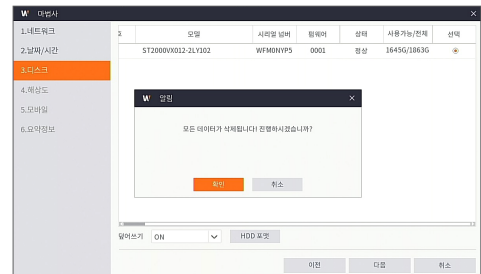 W 마법사
1.네트워크
2.날짜/시간
3.디스크
4.해상도
5.모바일
6.요약정보
모델 시리얼 넘버 펌웨어 상태 사용가능/전체 선택
ST2000VX012-2LY102 WFM0NYP5 0001 정상 1645G/1863G
W 알림
모든 데이터가 삭제됩니다! 진행하시겠습니까?
확인 취소
덮어쓰기 ON HDD 포맷
이전 다음 취소